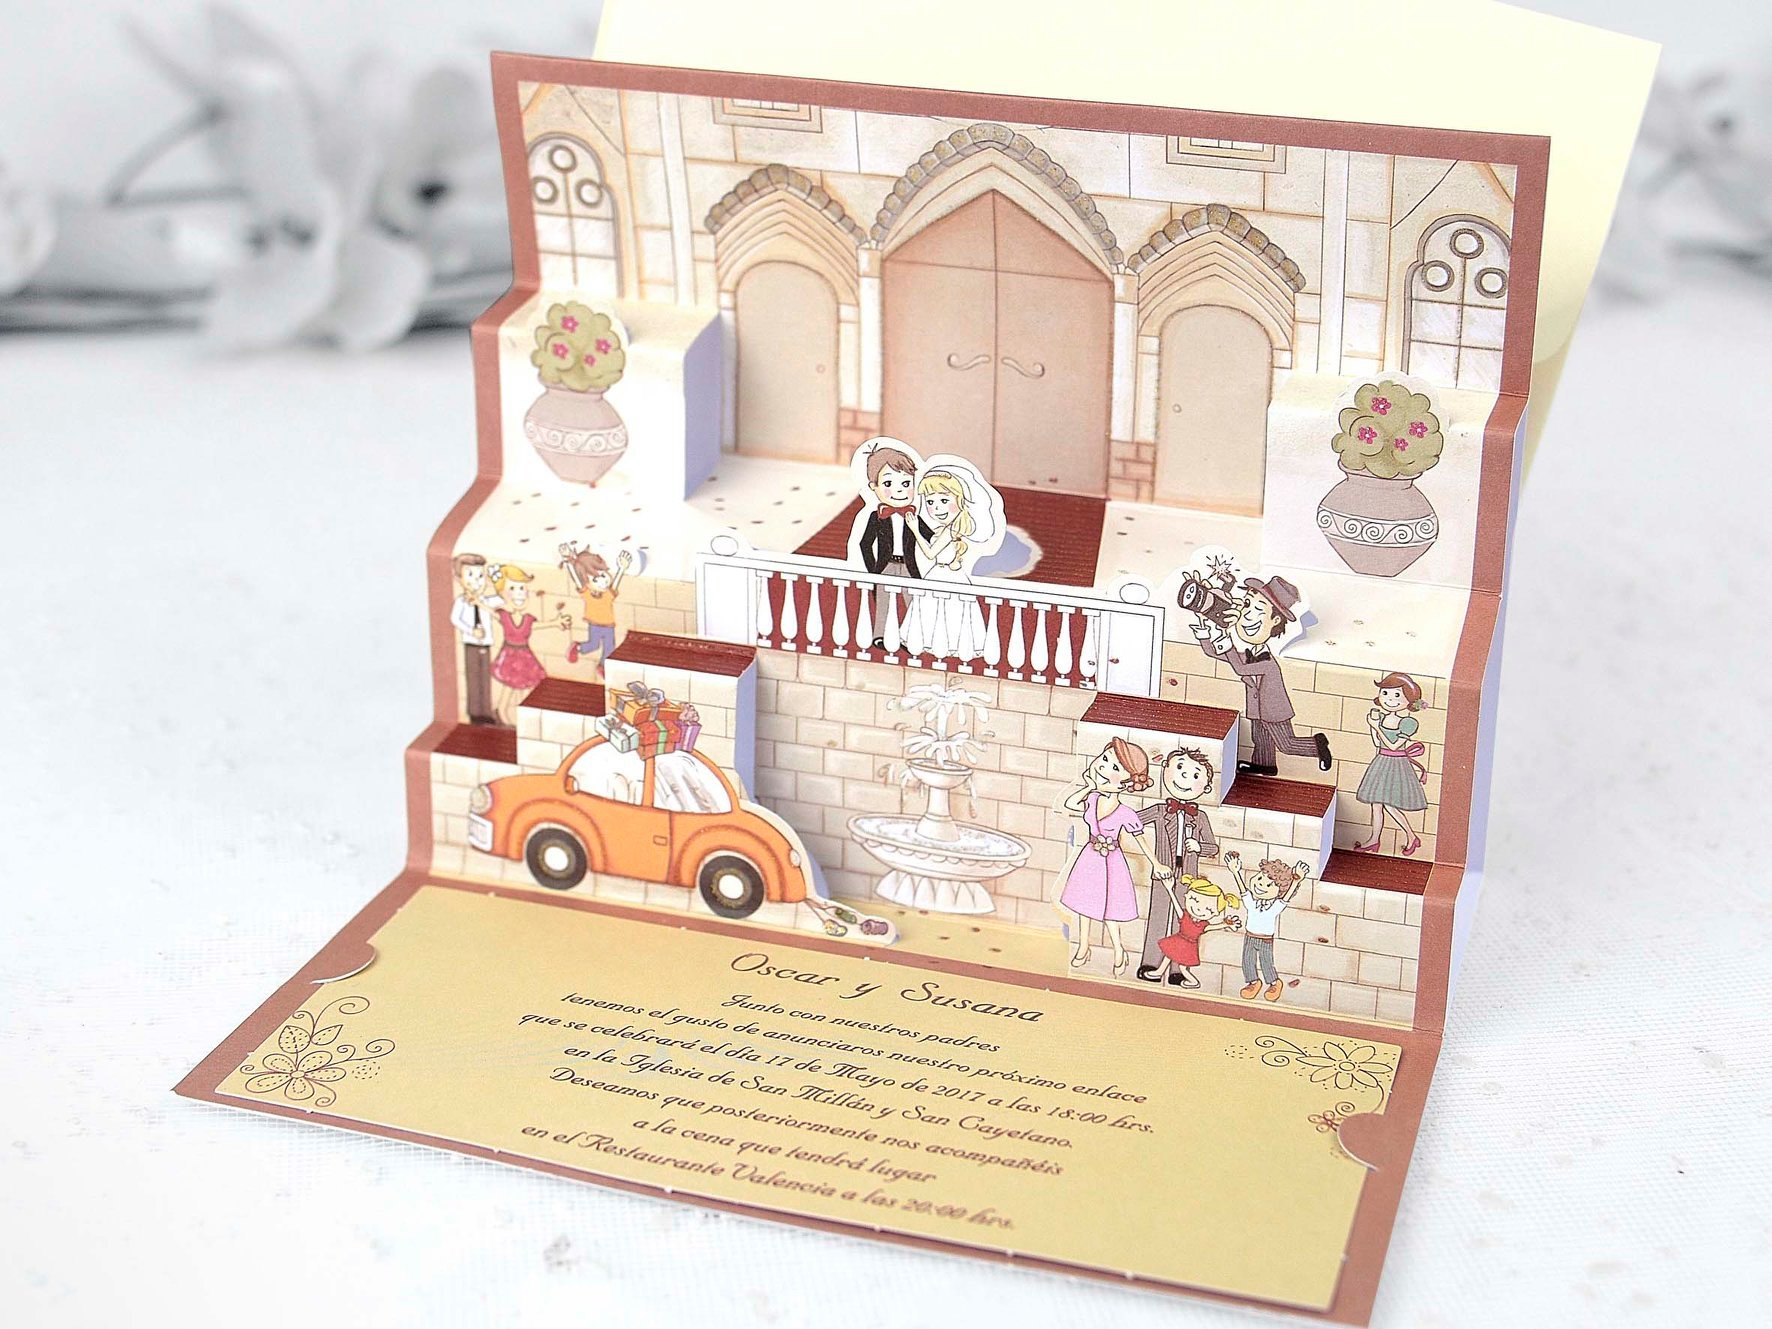 Oscar y Susana
Junto con nuestros padres
tenemos el gusto de anunciaros nuestro próximo enlace
que se celebrará el día 17 de Mayo de 2017 a las 18:00 hrs.
en la Iglesia de San Millán y San Cayetano.
Deseamos que posteriormente nos acompañéis
a la cena que tendrá lugar
en el Restaurante Valencia a las 20:00 hrs.